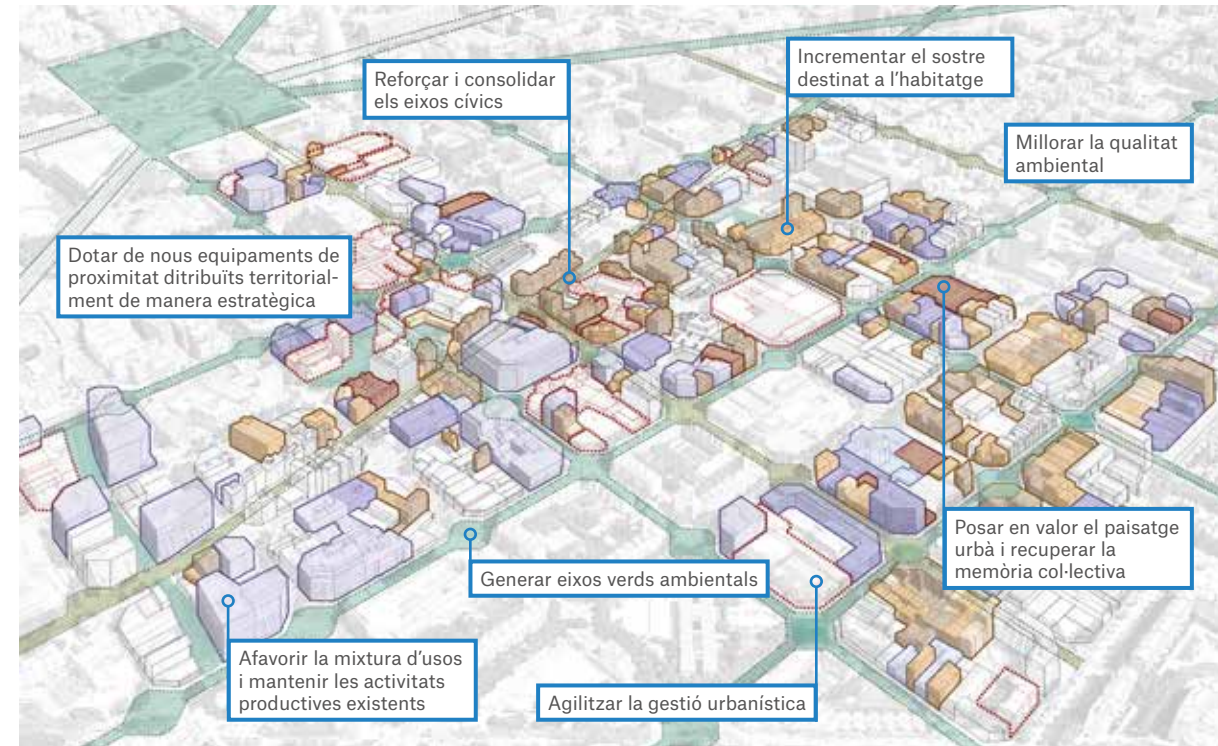 Incrementar el sostre
destinat a l'habitatge
Reforçar i consolidar
els eixos cívics
Millorar la qualitat
ambiental
Dotar de nous equipaments de
proximitat ditribuïts territorial-
ment de manera estratègica
Posar en valor el paisatge
urbà i recuperar la
memòria col·lectiva
Generar eixos verds ambientals
Afavorir la mixtura d'usos
i mantenir les activitats
productives existents
Agilitzar la gestió urbanística